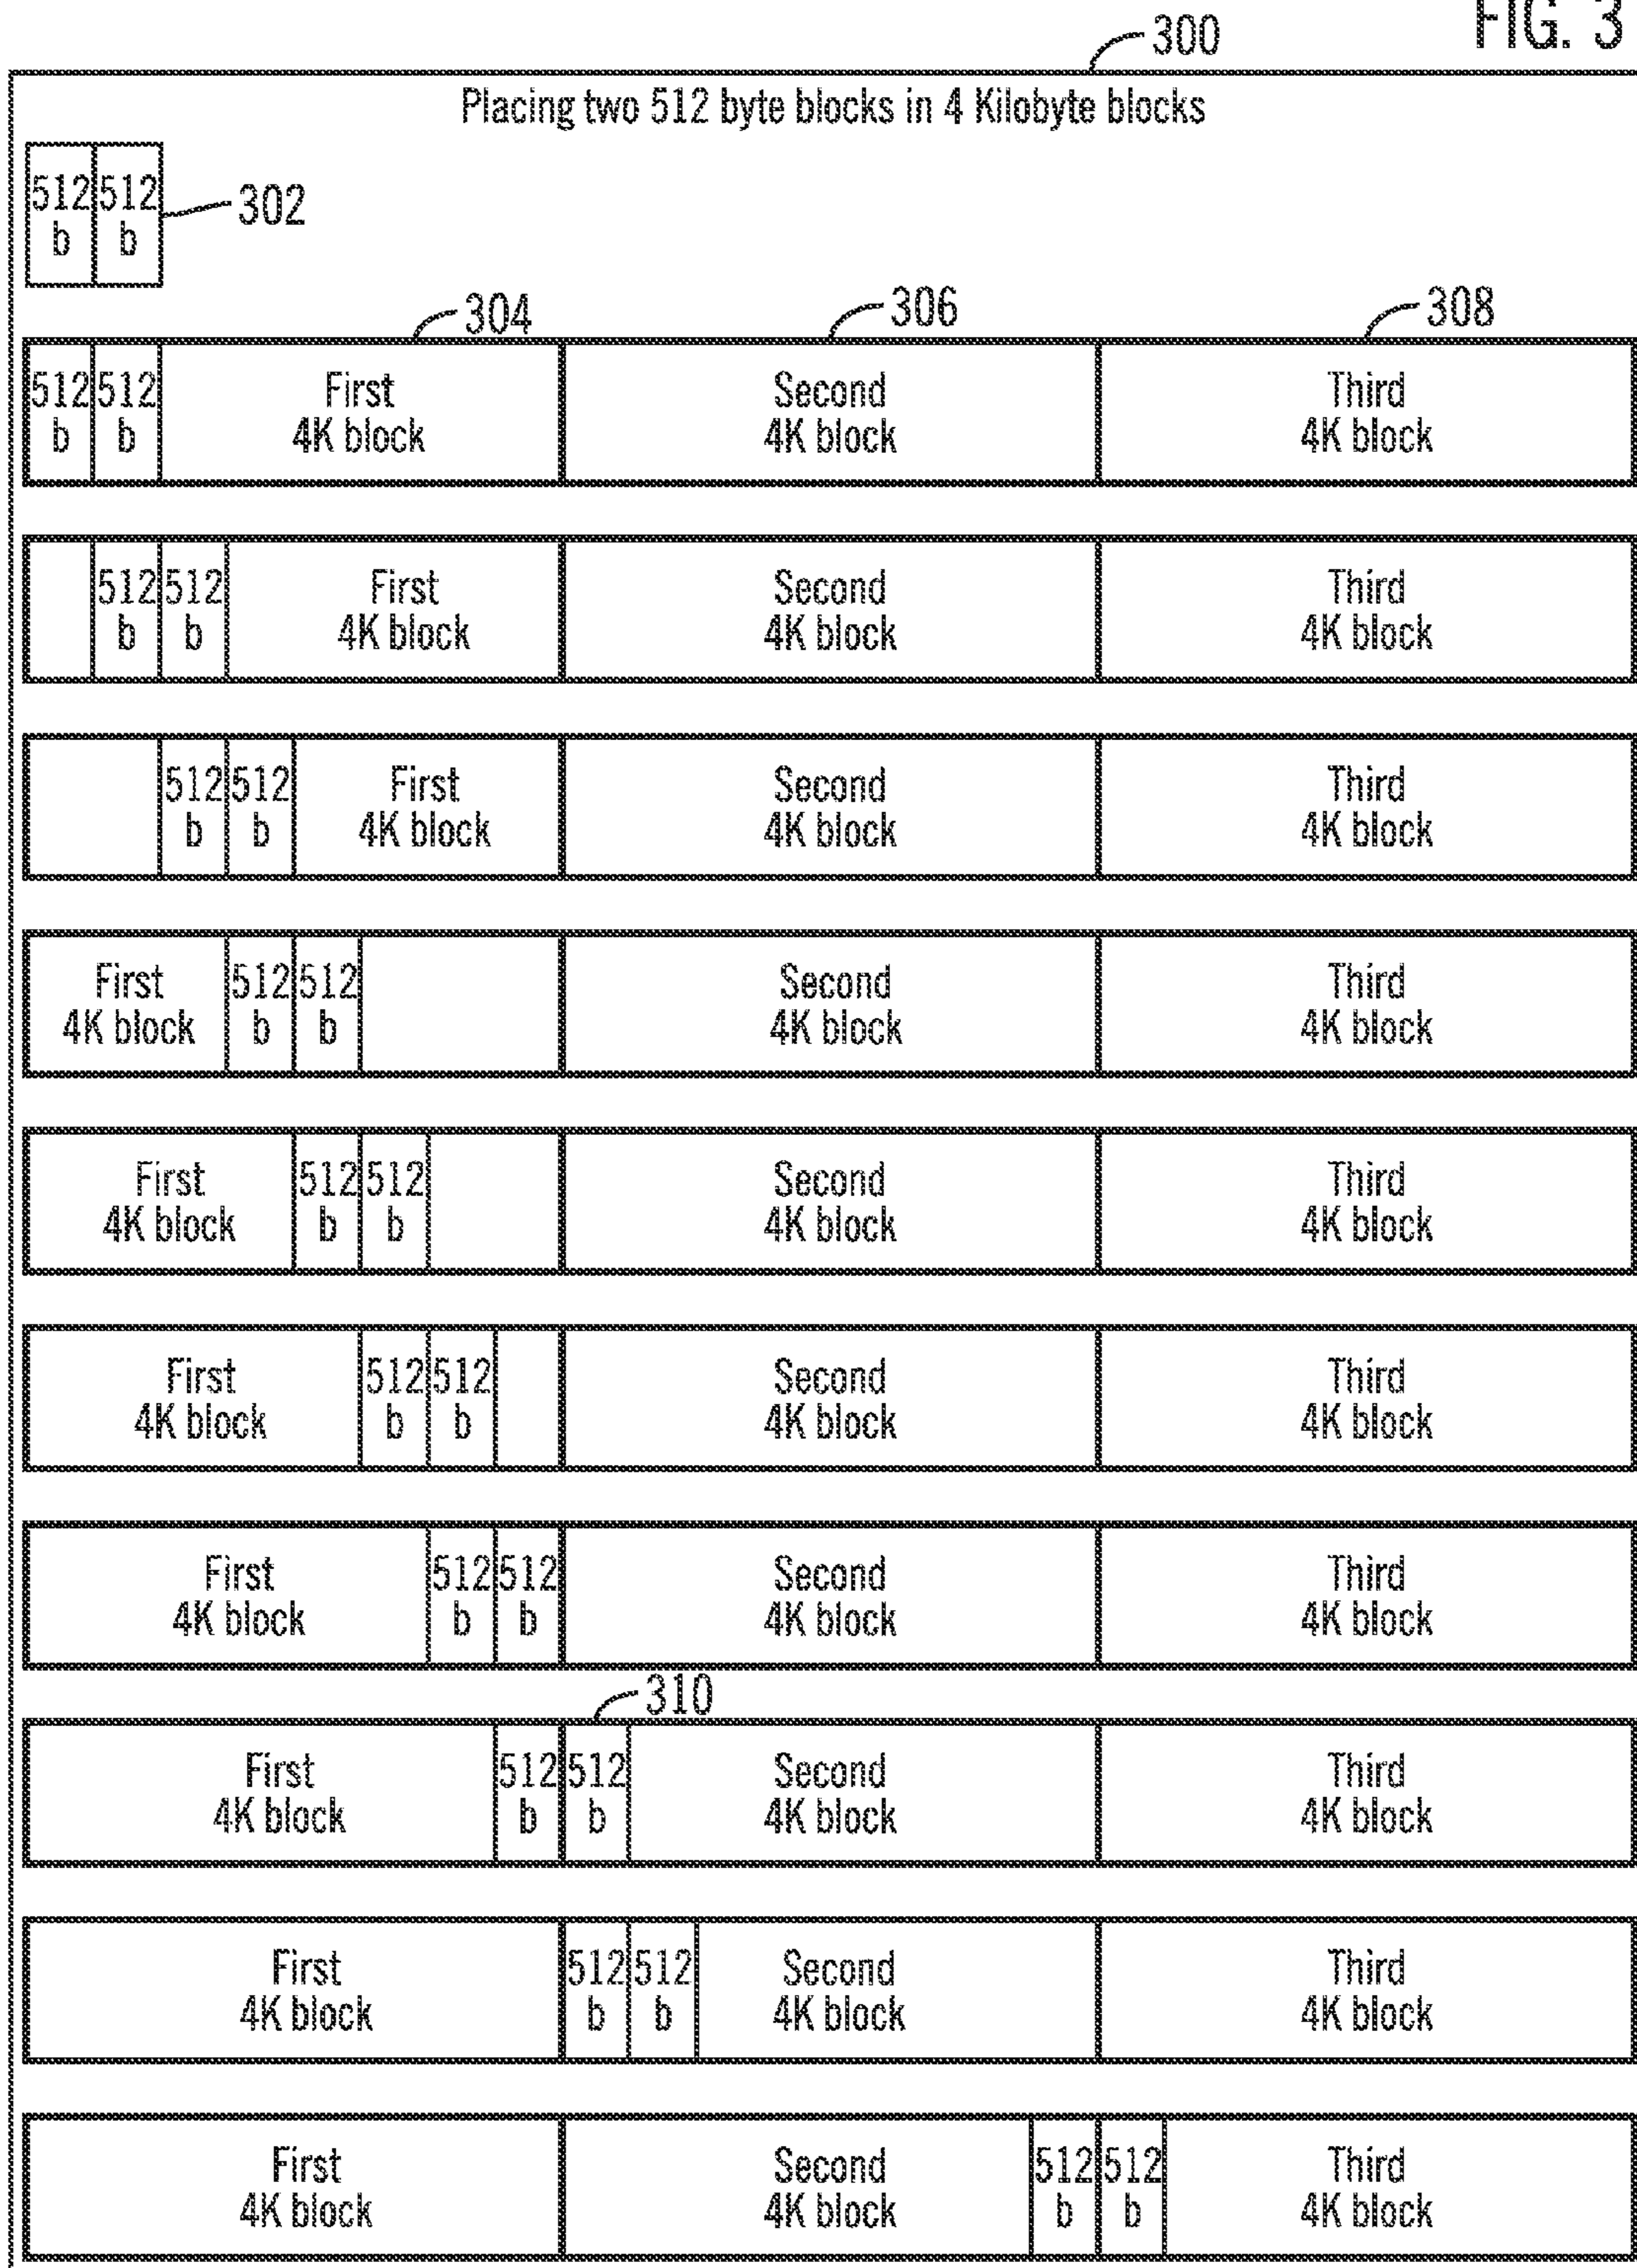 FIG. 3
300
Placing two 512 byte blocks in 4 Kilobyte blocks
512 512
b b
302
304 306 308
512 512 First Second Third
b b 4K block 4K block 4K block
512 512 First Second Third
b b 4K block 4K block 4K block
512 512 First Second Third
b b 4K block 4K block 4K block
First 512 512 Second Third
4K block b b 4K block 4K block
First 512 512 Second Third
4K block b b 4K block 4K block
First 512 512 Second Third
4K block b b 4K block 4K block
First 512 512 Second Third
4K block b b 4K block 4K block
310
First 512 512 Second Third
4K block b b 4K block 4K block
First 512 512 Second Third
4K block b b 4K block 4K block
First Second 512 512 Third
4K block 4K block b b 4K block